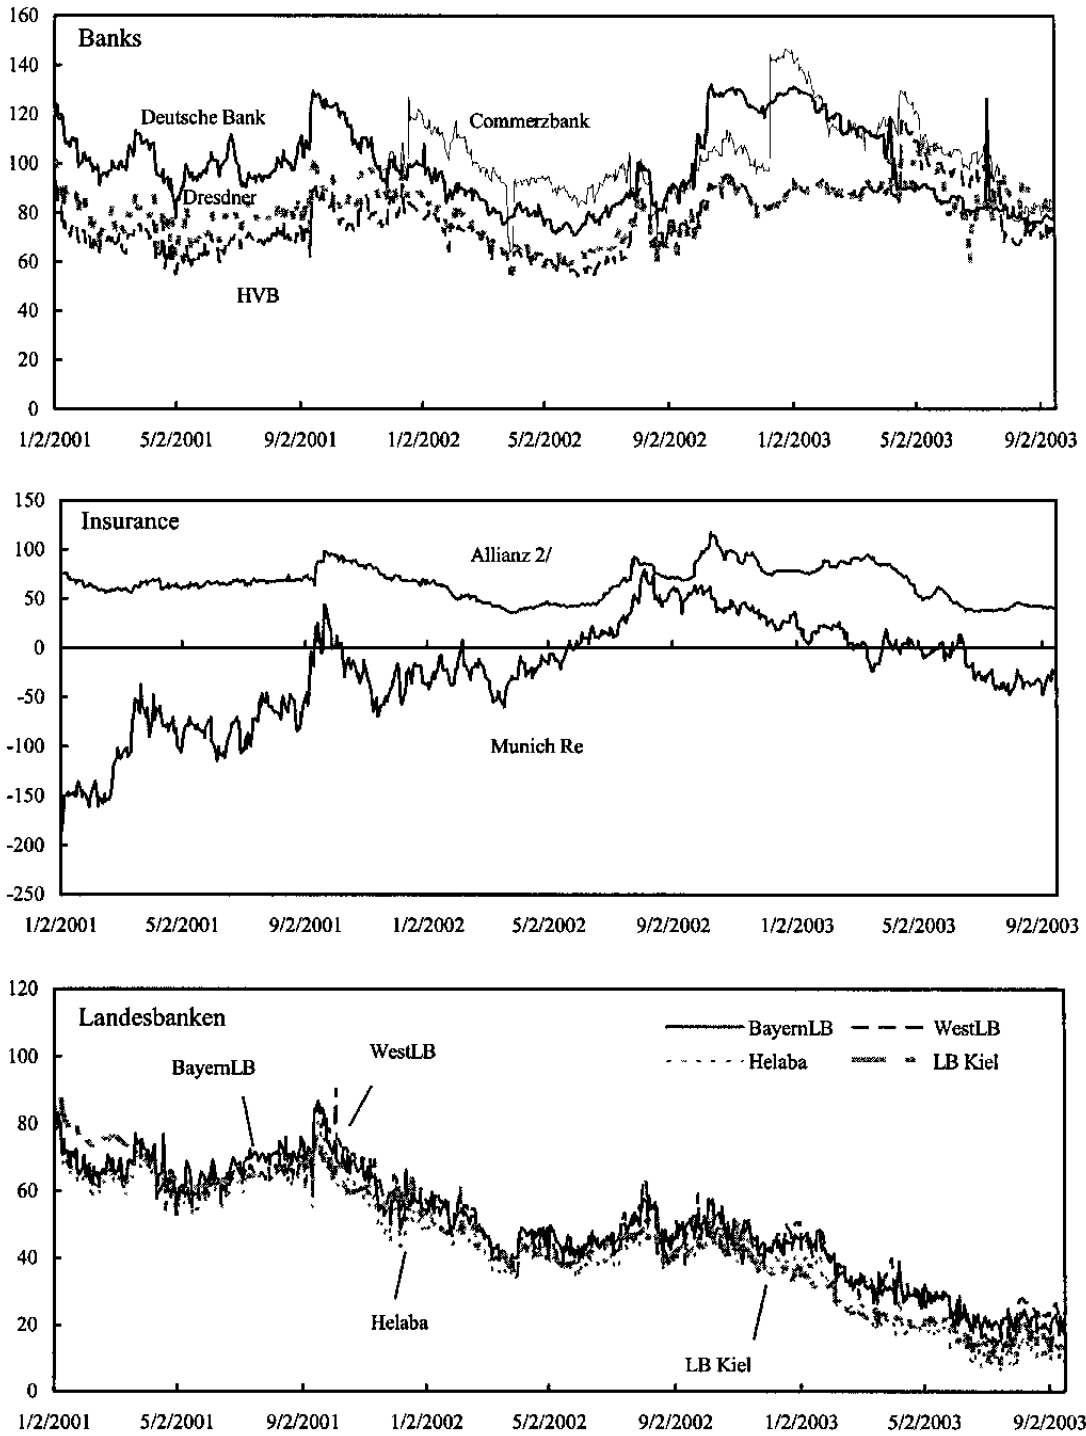 160
Banks
140
120
Deutsche Bank
Commerzbank
100
Dresdner
80
60
HVB
40
20
0
1/2/2001 5/2/2001 9/2/2001 1/2/2002 5/2/2002 9/2/2002 1/2/2003 5/2/2003 9/2/2003
150
Insurance
100
Allianz 2/
50
0
-50
-100
Munich Re
-150
-200
-250
1/2/2001 5/2/2001 9/2/2001 1/2/2002 5/2/2002 9/2/2002 1/2/2003 5/2/2003 9/2/2003
120
Landesbanken
BayernLB WestLB
Helaba LB Kiel
100
WestLB
BayernLB
80
60
40
Helaba
20
LB Kiel
0
1/2/2001 5/2/2001 9/2/2001 1/2/2002 5/2/2002 9/2/2002 1/2/2003 5/2/2003 9/2/2003